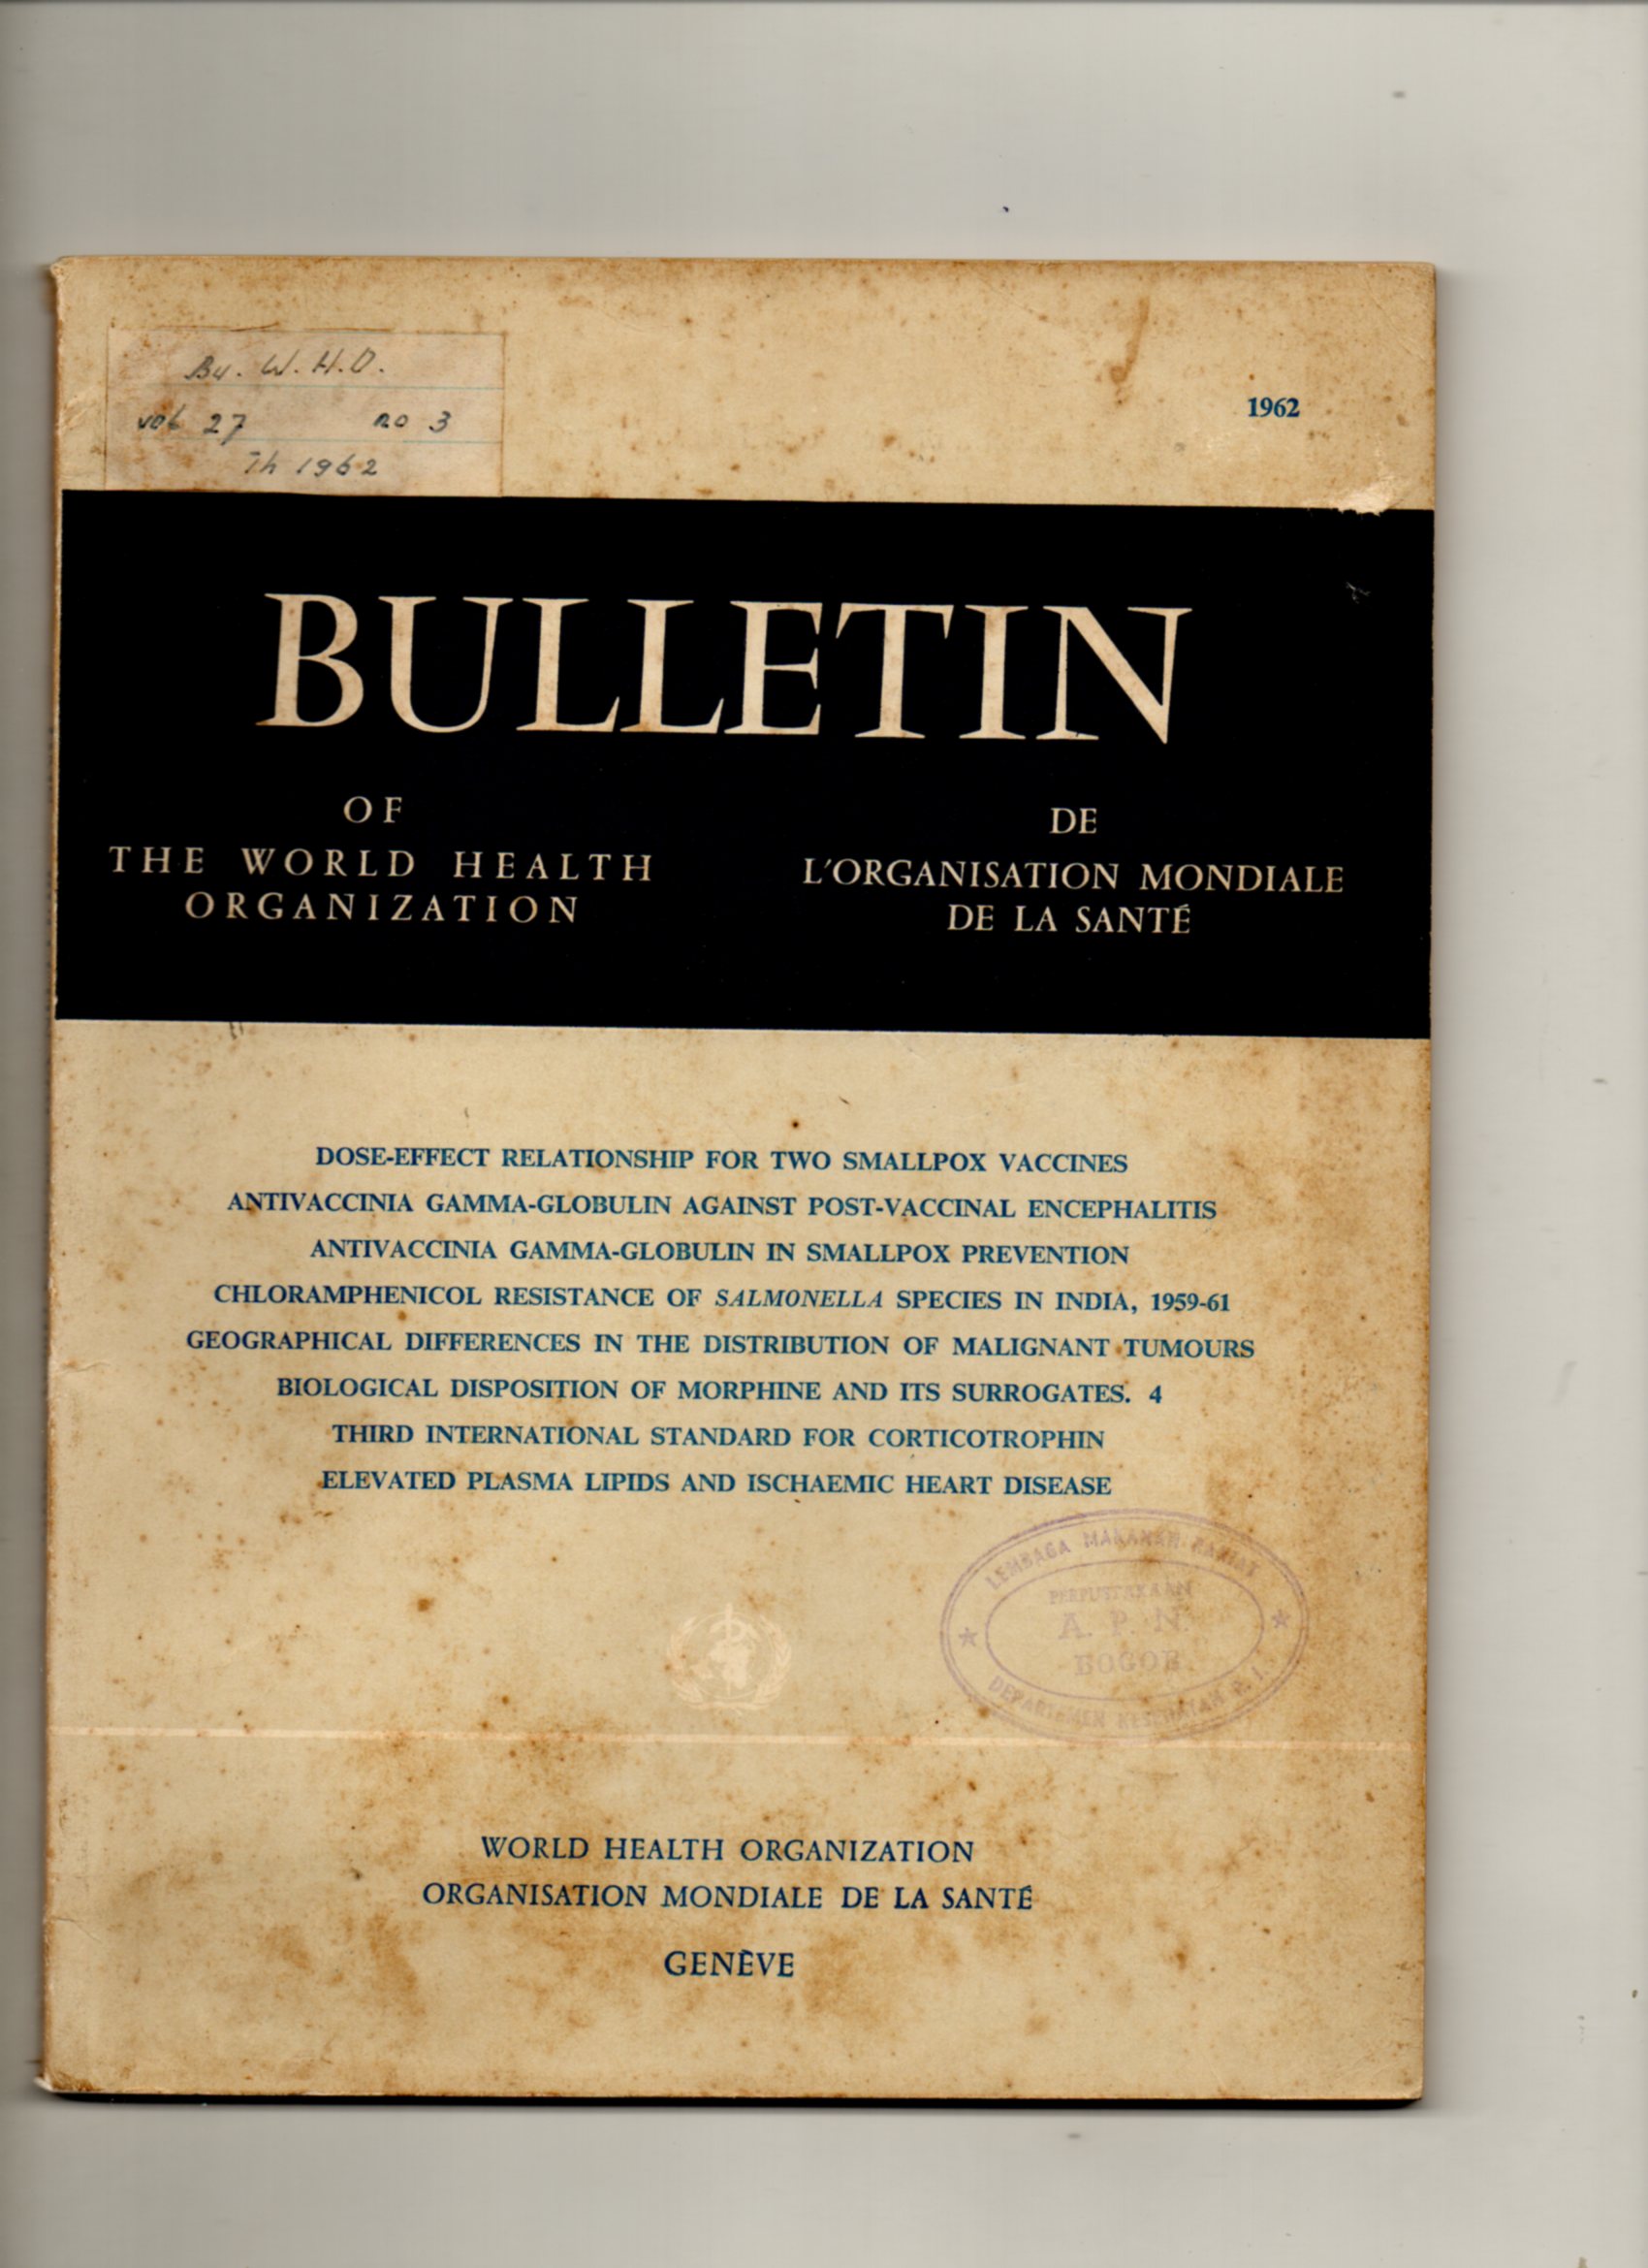 Bu. W.H.O.
vol 27 no 3
Th 1962
1962
BULLETIN
OF
THE WORLD HEALTH
ORGANIZATION
DE
L'ORGANISATION MONDIALE
DE LA SANTÉ
DOSE-EFFECT RELATIONSHIP FOR TWO SMALLPOX VACCINES
ANTIVACCINIA GAMMA-GLOBULIN AGAINST POST-VACCINAL ENCEPHALITIS
ANTIVACCINIA GAMMA-GLOBULIN IN SMALLPOX PREVENTION
CHLORAMPHENICOL RESISTANCE OF SALMONELLA SPECIES IN INDIA, 1959-61
GEOGRAPHICAL DIFFERENCES IN THE DISTRIBUTION OF MALIGNANT TUMOURS
BIOLOGICAL DISPOSITION OF MORPHINE AND ITS SURROGATES. 4
THIRD INTERNATIONAL STANDARD FOR CORTICOTROPHIN
ELEVATED PLASMA LIPIDS AND ISCHAEMIC HEART DISEASE
LEMBAGA MAKANAN RAKJAT
PERPUSTAKAAN
A. P. N.
BOGOR
DEPARTEMEN KESEHATAN R.I.
WORLD HEALTH ORGANIZATION
ORGANISATION MONDIALE DE LA SANTÉ
GENÈVE